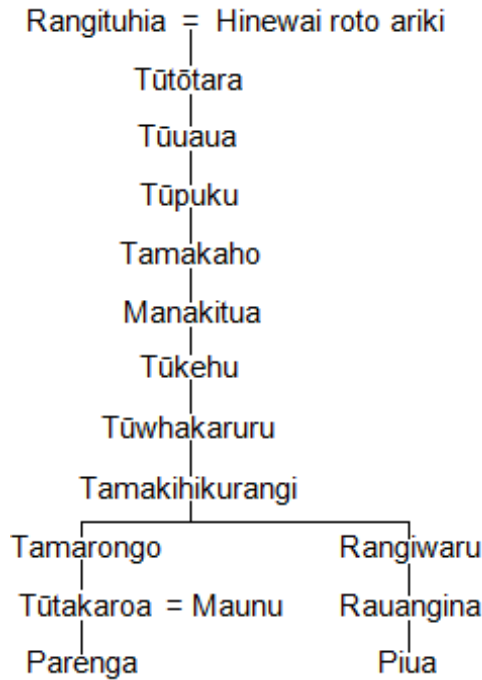 Rangituhia = Hinewai roto ariki
Tūtōtara
Tūuaua
Tūpuku
Tamakaho
Manakitua
Tūkehu
Tūwhakaruru
Tamakihikurangi
Tamarongo Rangiwaru
Tūtakaroa = Maunu Rauangina
Parenga Piua